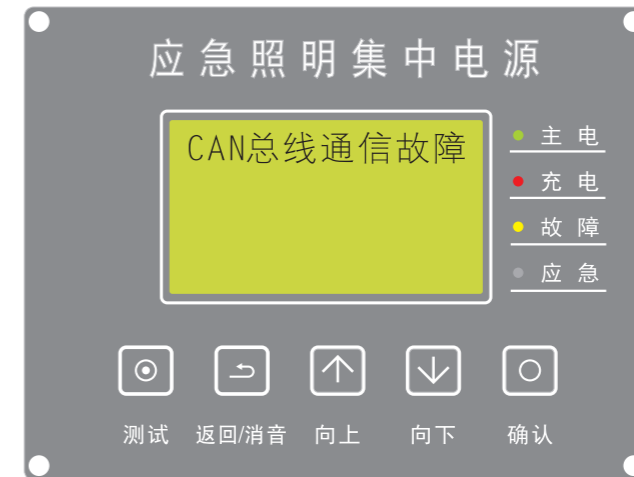 应急照明集中电源
CAN总线通信故障
主电
充电
故障
应急
测试 返回/消音 向上 向下 确认